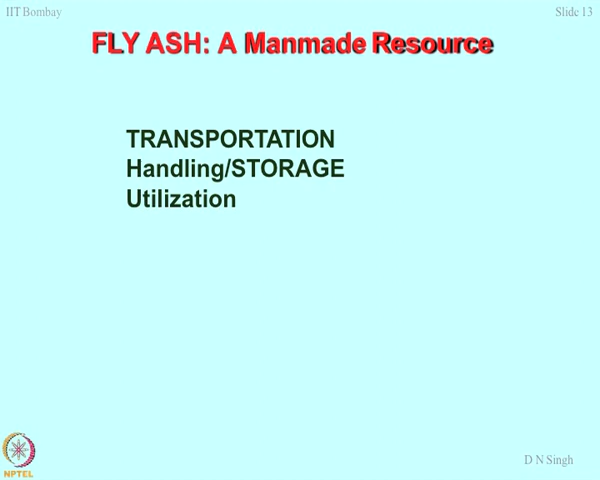 IIT Bombay
Slide 13
FLY ASH: A Manmade Resource
TRANSPORTATION
Handling/STORAGE
Utilization
NPTEL
D N Singh